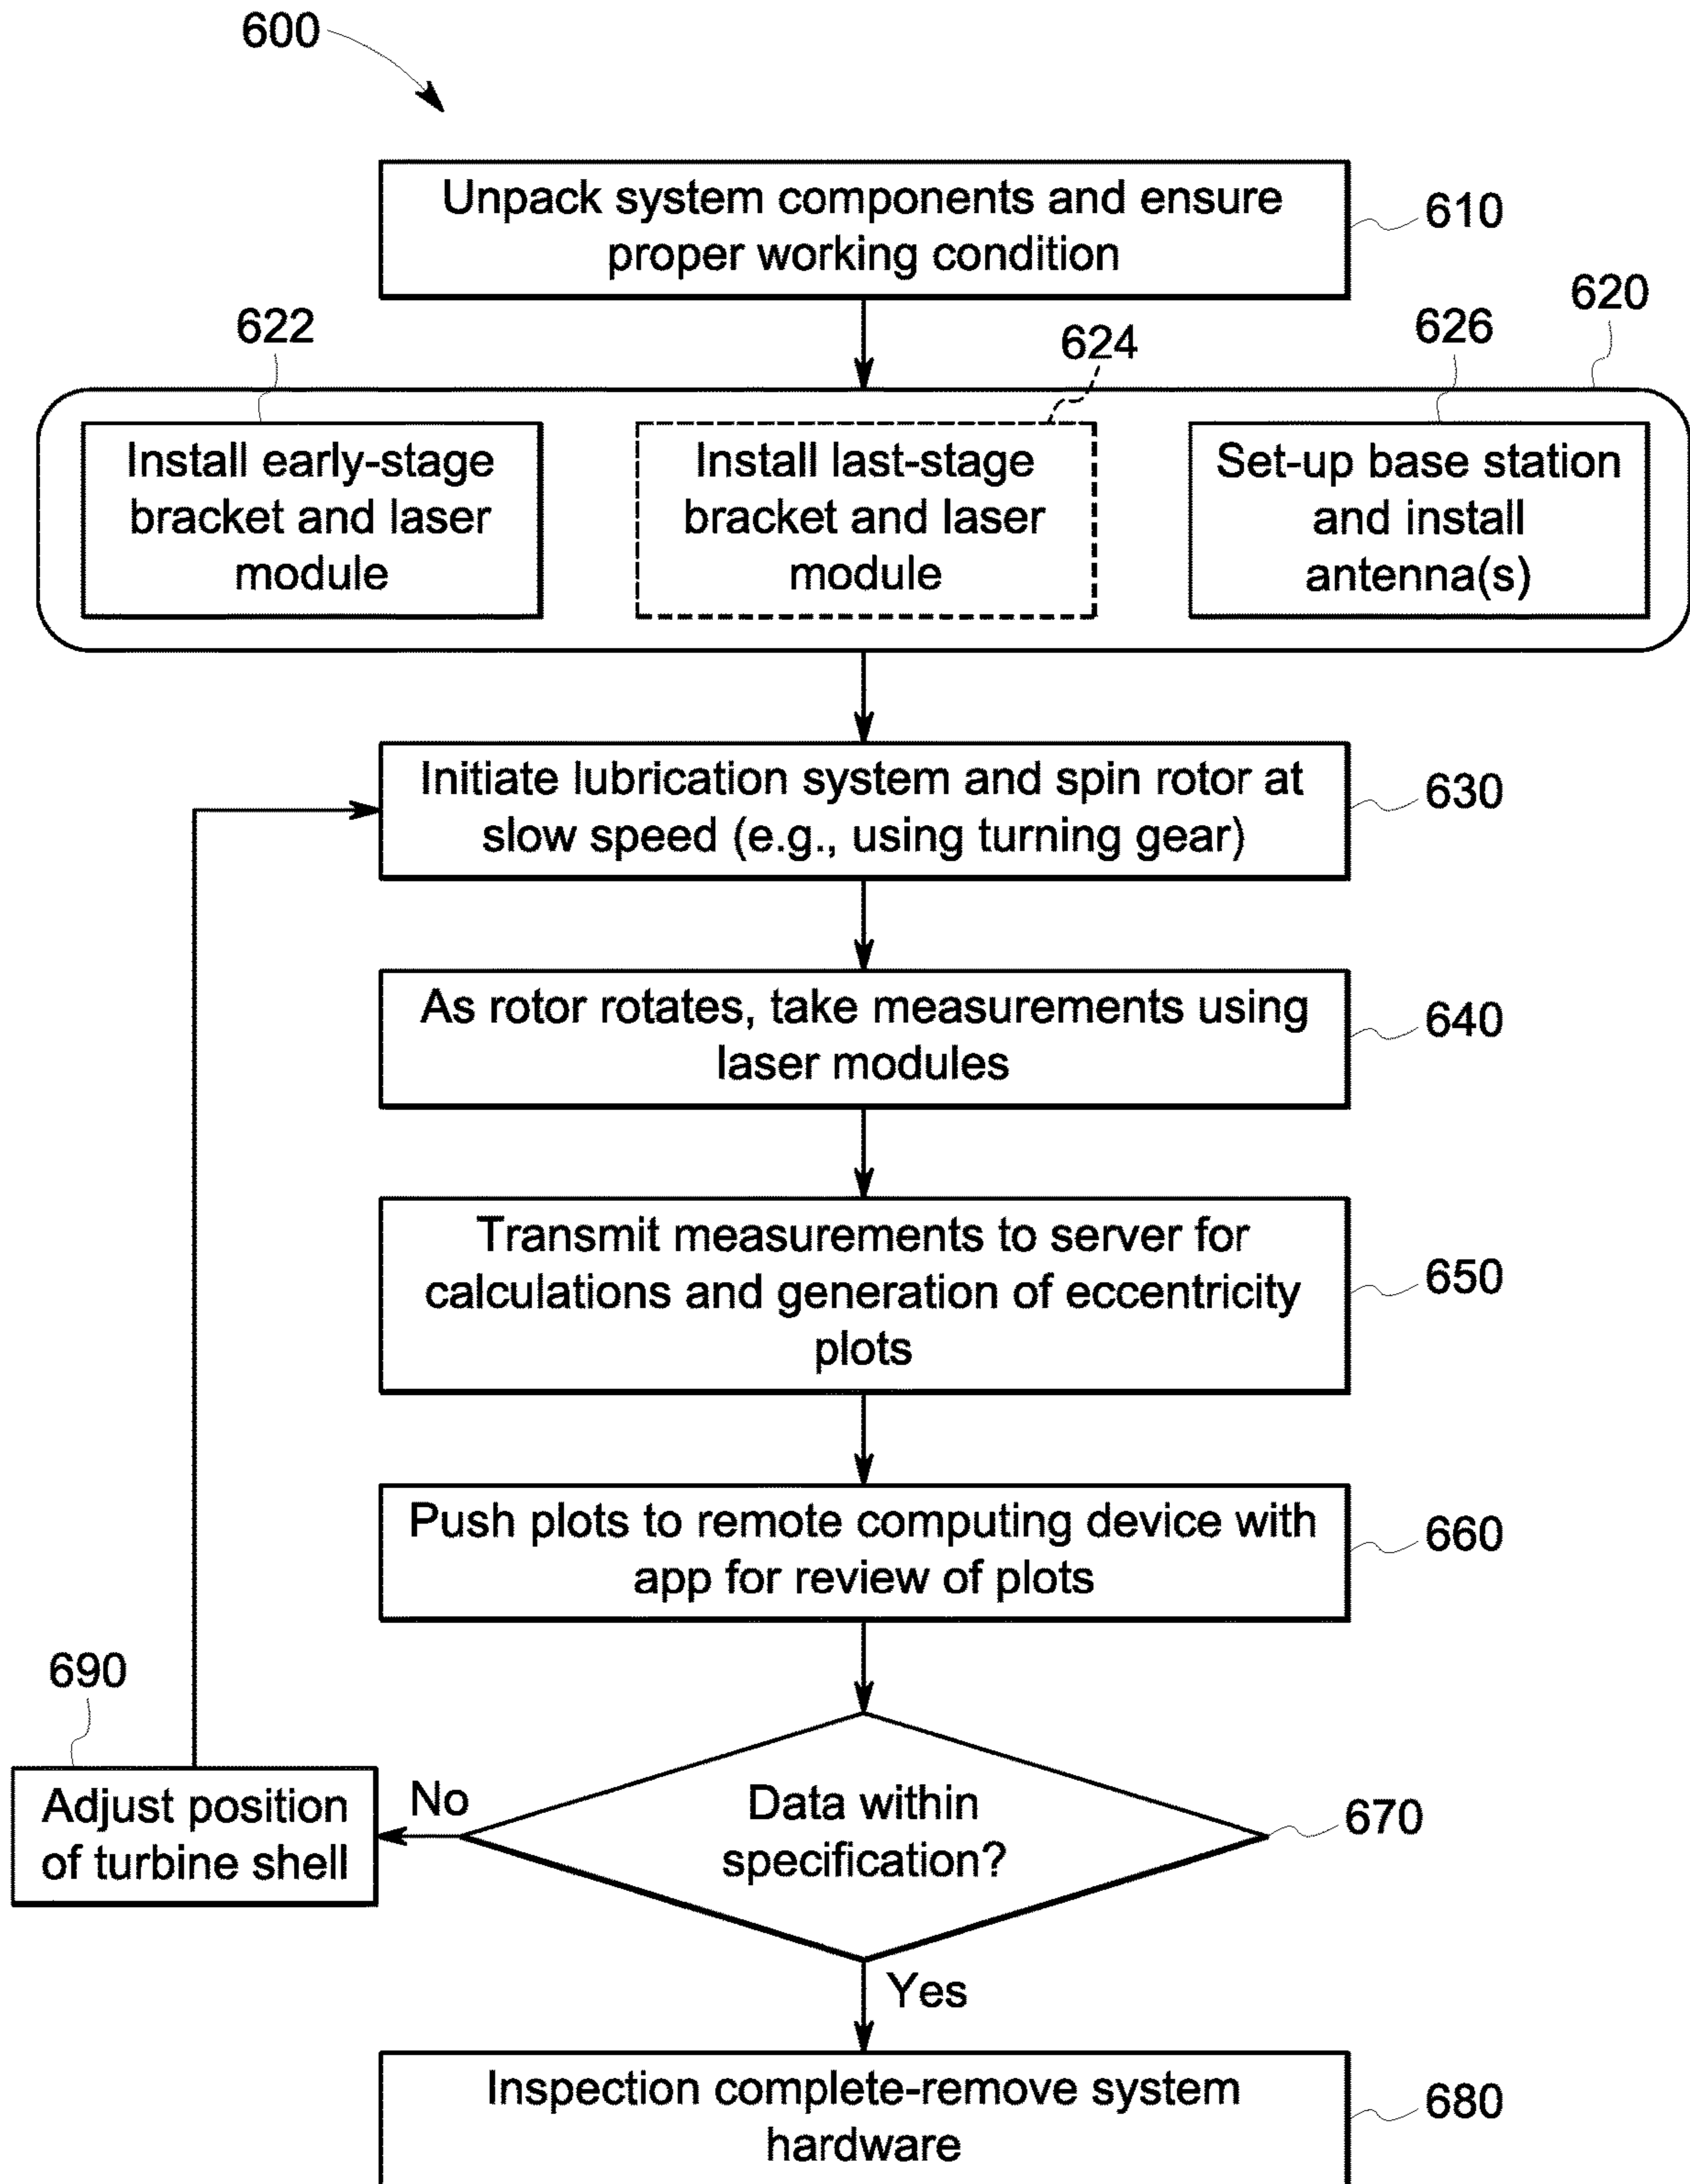 600
Unpack system components and ensure
proper working condition
610
620
622
624
626
Install early-stage
bracket and laser
module
Install last-stage
bracket and laser
module
Set-up base station
and install
antenna(s)
Initiate lubrication system and spin rotor at
slow speed (e.g., using turning gear)
630
As rotor rotates, take measurements using
laser modules
640
Transmit measurements to server for
calculations and generation of eccentricity
plots
650
Push plots to remote computing device with
app for review of plots
660
690
Adjust position
of turbine shell
No
Data within
specification?
670
Yes
Inspection complete-remove system
hardware
680